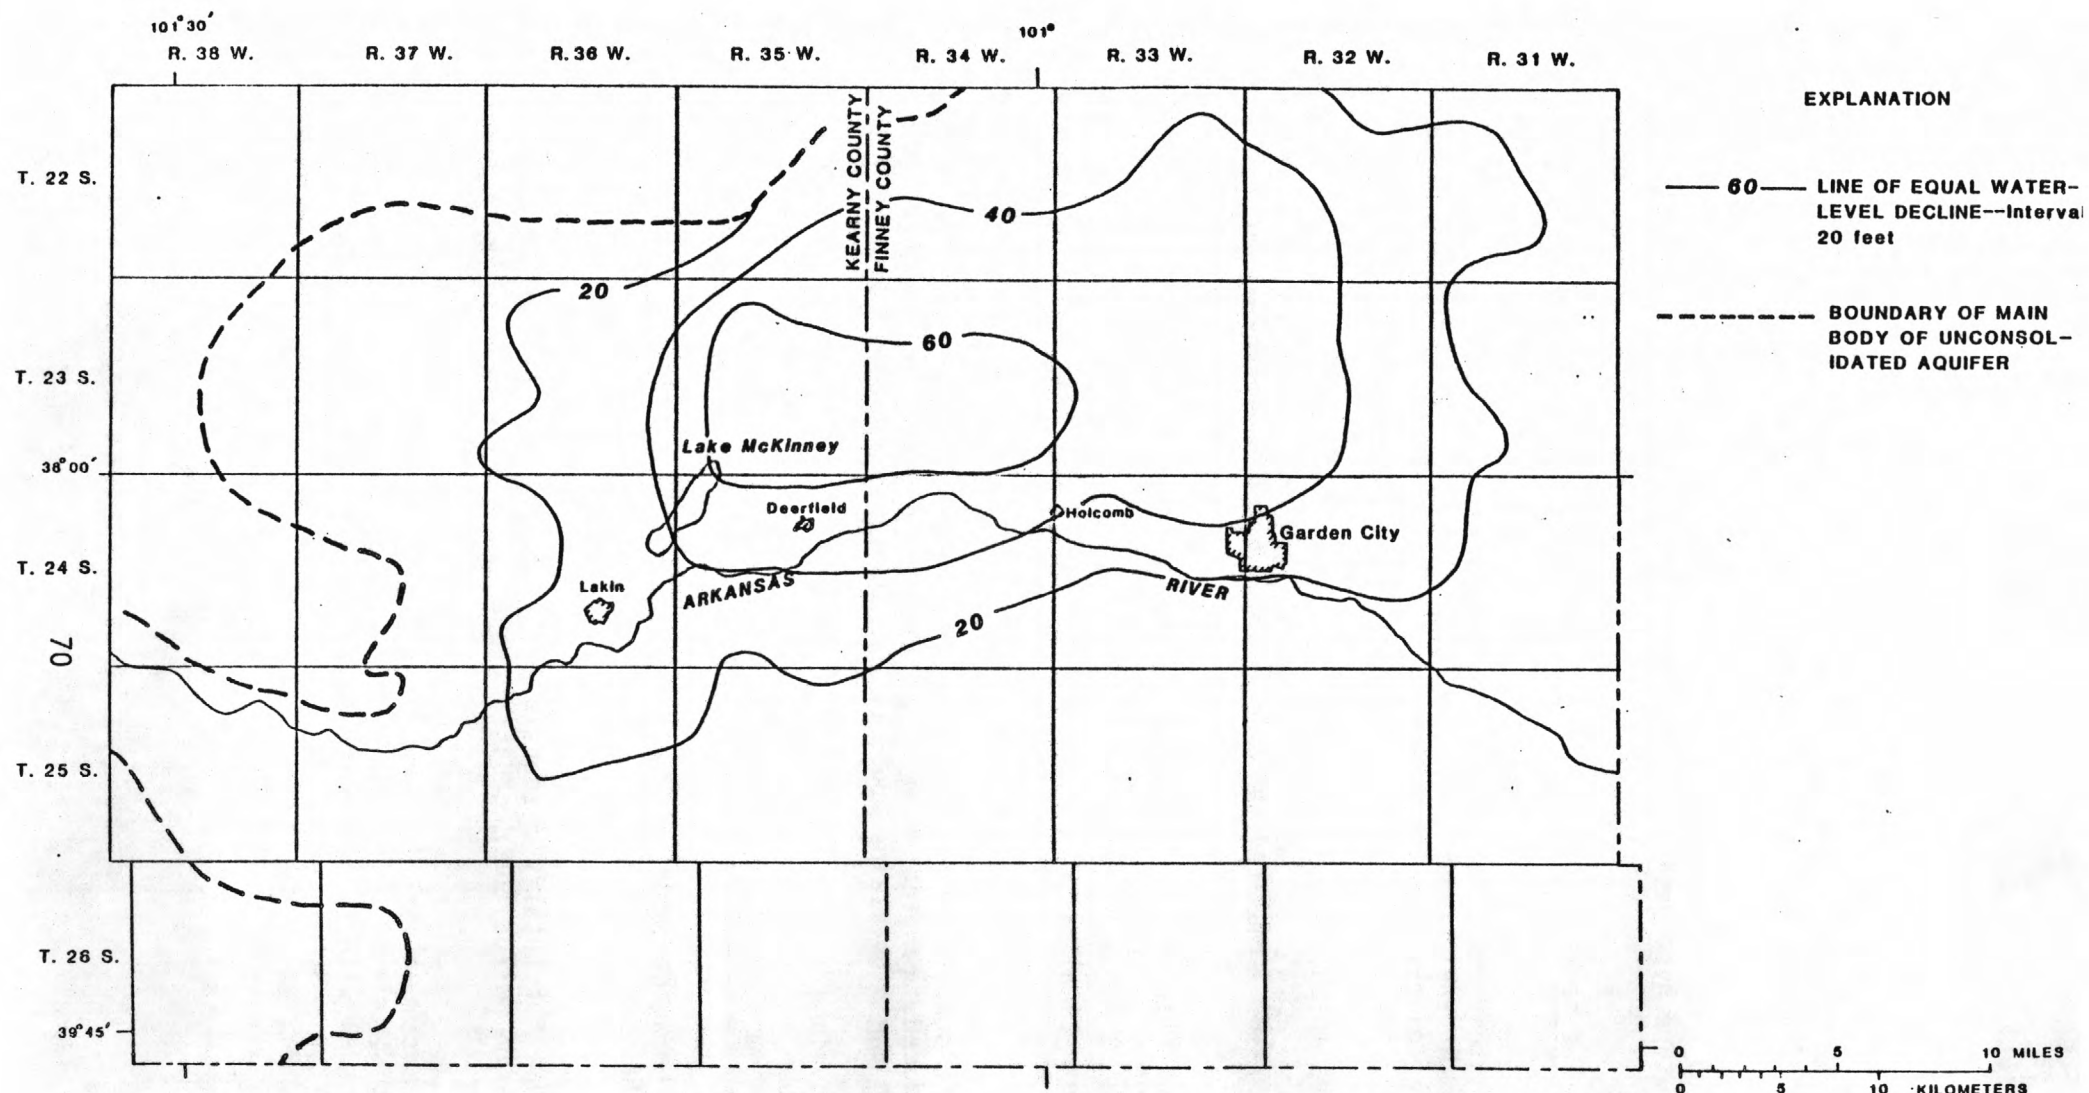 101°30′
101°
R. 38 W.
R. 37 W.
R. 36 W.
R. 35 W.
R. 34 W.
R. 33 W.
R. 32 W.
R. 31 W.
EXPLANATION
KEARNY COUNTY
FINNEY COUNTY
T. 22 S.
60 LINE OF EQUAL WATER-
LEVEL DECLINE--Interval
20 feet
40
20
BOUNDARY OF MAIN
BODY OF UNCONSOL-
IDATED AQUIFER
60
T. 23 S.
Lake McKinney
38°00′
Deerfield
Holcomb
Garden City
T. 24 S.
Lakin
ARKANSAS
RIVER
20
70
T. 25 S.
T. 26 S.
39°45′
0 5 10 MILES
0 5 10 KILOMETERS